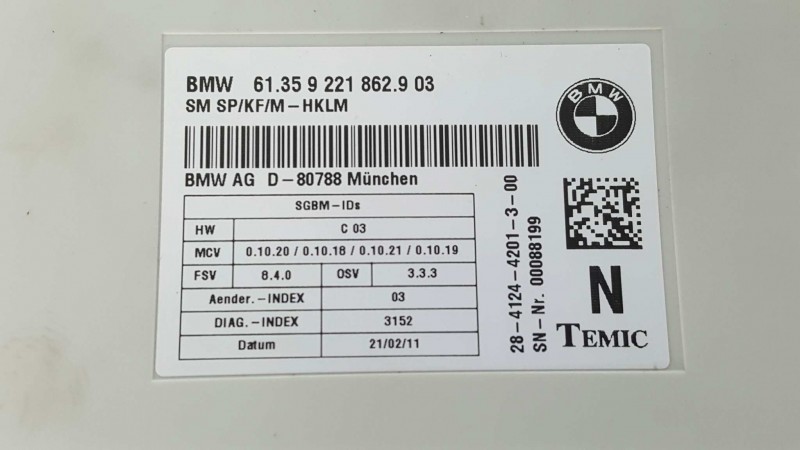 BMW 61.35 9 221 862.9 03
SM SP/KF/M-HKLM
BMW
BMW AG D-80788 München
SGBM-IDs
HW C 03
MCV 0.10.20 / 0.10.18 / 0.10.21 / 0.10.19
FSV 8.4.0 OSV 3.3.3
Aender.-INDEX 03
DIAG.-INDEX 3152
Datum 21/02/11
28-4124-4201-3-00
SN-Nr. 00088199
N
TEMIC